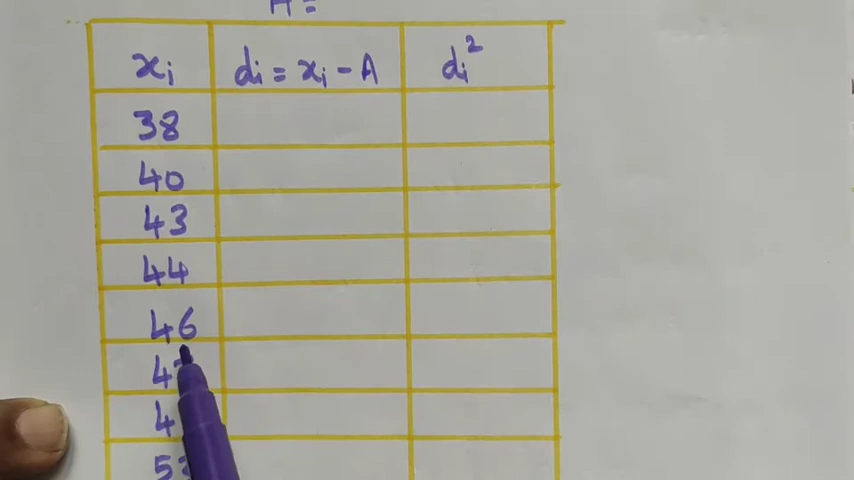 A =
xi di = xi - A di²
38
40
43
44
46